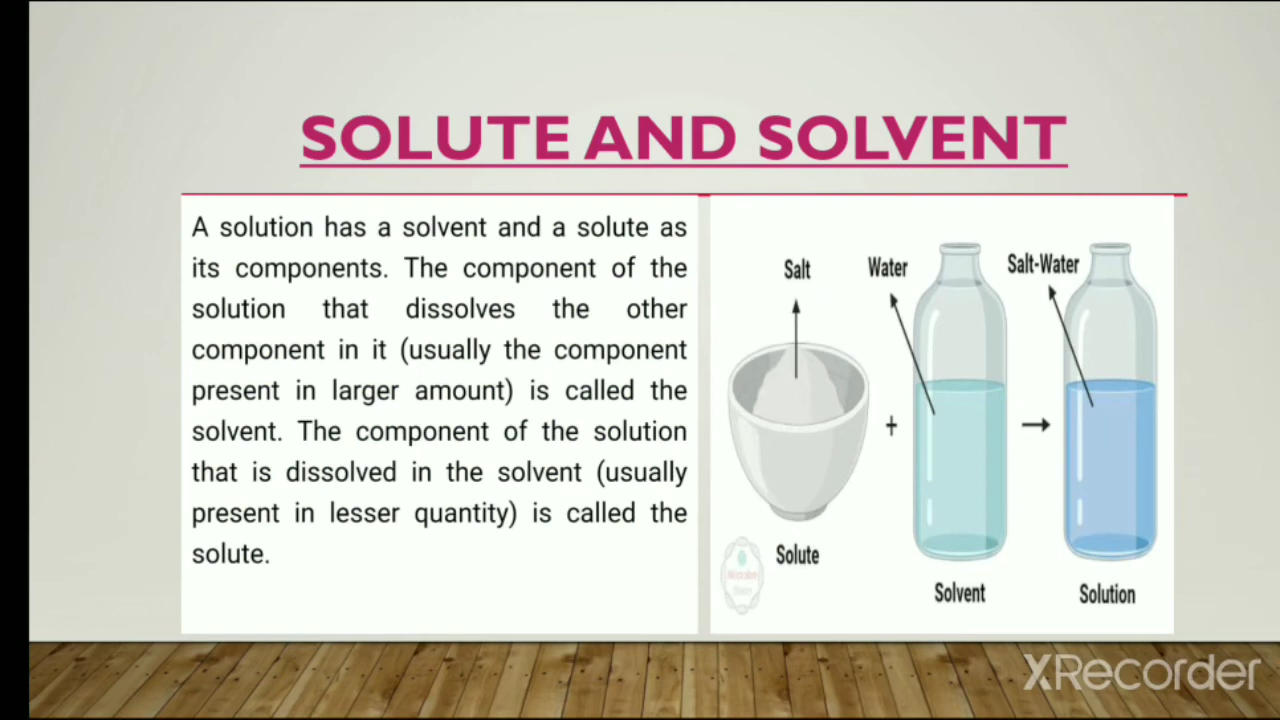 SOLUTE AND SOLVENT
A solution has a solvent and a solute as
its components. The component of the
solution that dissolves the other
component in it (usually the component
present in larger amount) is called the
solvent. The component of the solution
that is dissolved in the solvent (usually
present in lesser quantity) is called the
solute.
Salt
Water
Salt-Water
+
Solute
Solvent
Solution
XRecorder